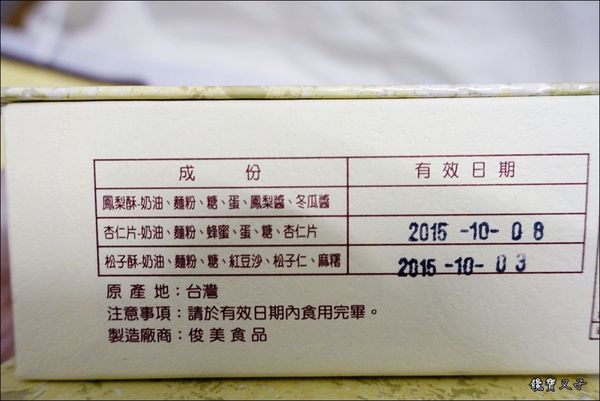 成份 有效日期
鳳梨酥-奶油、麵粉、糖、蛋、鳳梨醬、冬瓜醬
杏仁片-奶油、麵粉、蜂蜜、蛋、糖、杏仁片 2015 -10- 08
松子酥-奶油、麵粉、糖、紅豆沙、松子仁、麻糬 2015 -10- 03
原產地：台灣
注意事項：請於有效日期內食用完畢。
製造廠商：俊美食品